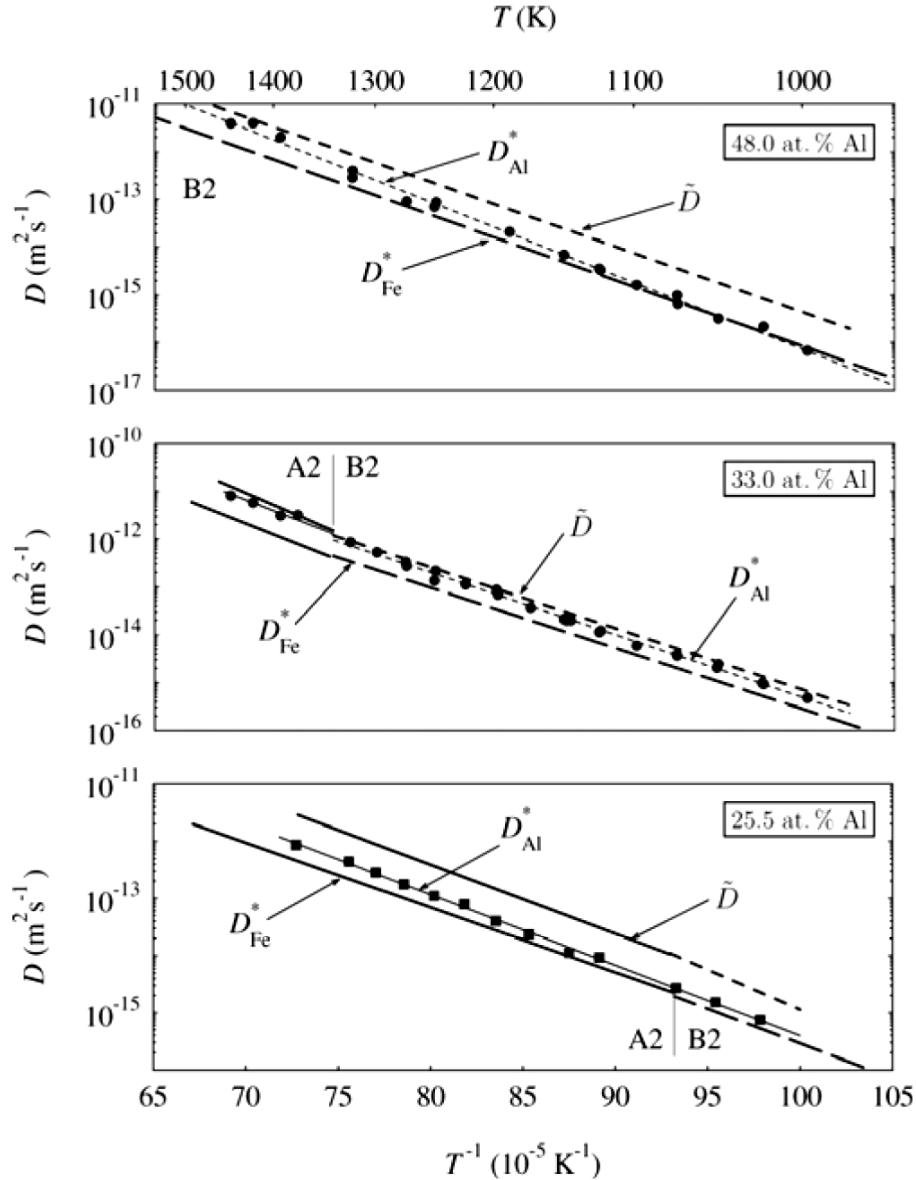 T (K)
1500 1400 1300 1200 1100 1000
10⁻¹¹
10⁻¹³
10⁻¹⁵
10⁻¹⁷
D (m² s⁻¹)
48.0 at. % Al
B2
D*Al
D̃
D*Fe
10⁻¹⁰
10⁻¹²
10⁻¹⁴
10⁻¹⁶
D (m² s⁻¹)
33.0 at. % Al
A2 B2
D̃
D*Al
D*Fe
10⁻¹¹
10⁻¹³
10⁻¹⁵
D (m² s⁻¹)
25.5 at. % Al
D*Al
D̃
D*Fe
A2 B2
65 70 75 80 85 90 95 100 105
T⁻¹ (10⁻⁵ K⁻¹)